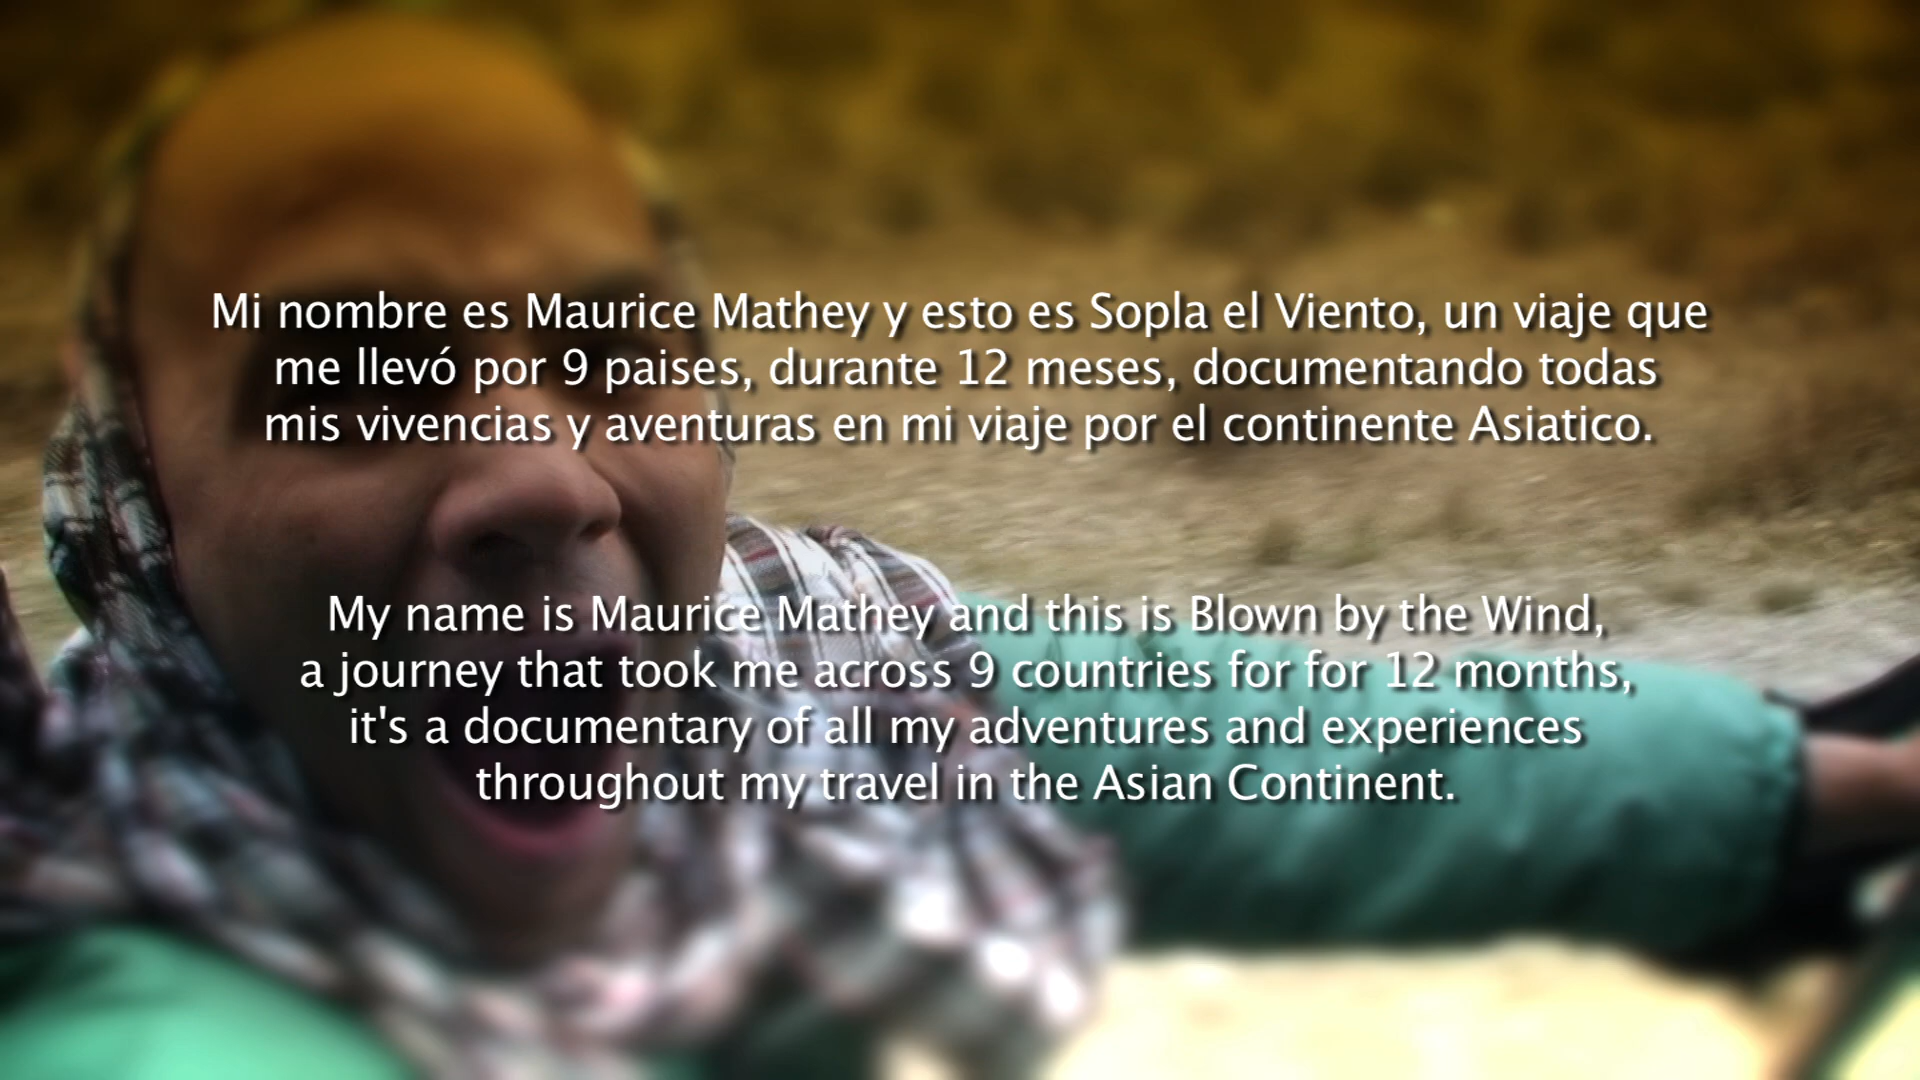 Mi nombre es Maurice Mathey y esto es Sopla el Viento, un viaje que
me llevó por 9 paises, durante 12 meses, documentando todas
mis vivencias y aventuras en mi viaje por el continente Asiatico.
My name is Maurice Mathey and this is Blown by the Wind,
a journey that took me across 9 countries for for 12 months,
it's a documentary of all my adventures and experiences
throughout my travel in the Asian Continent.